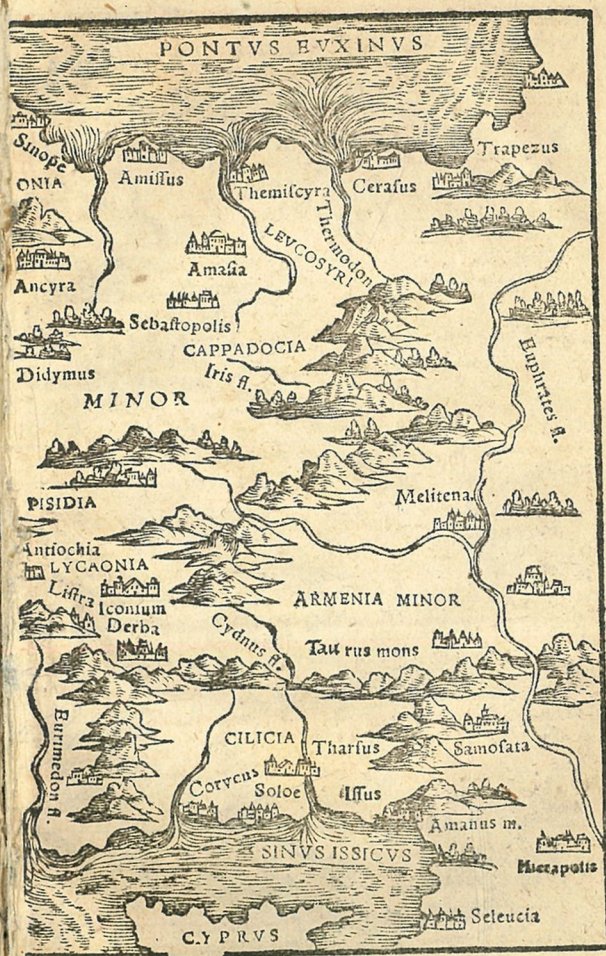 PONTVS EVXINVS
Sinope
ONIA
Amissus
Themiscyra
Cerasus
Trapezus
Thermodon
LEVCOSYRI
Amasia
Ancyra
Sebastopolis
CAPPADOCIA
Didymus
Iris fl.
Euphrates fl.
MINOR
Melitena.
PISIDIA
Antiochia
LYCAONIA
Listra
Iconium
Derba
ARMENIA MINOR
Cydnus fl.
Taurus mons
Eurimedon fl.
CILICIA
Tharsus
Samosata
Corycus
Soloe
Issus
Amanus m.
SINVS ISSICVS
Hierapolis
Seleucia
CYPRVS